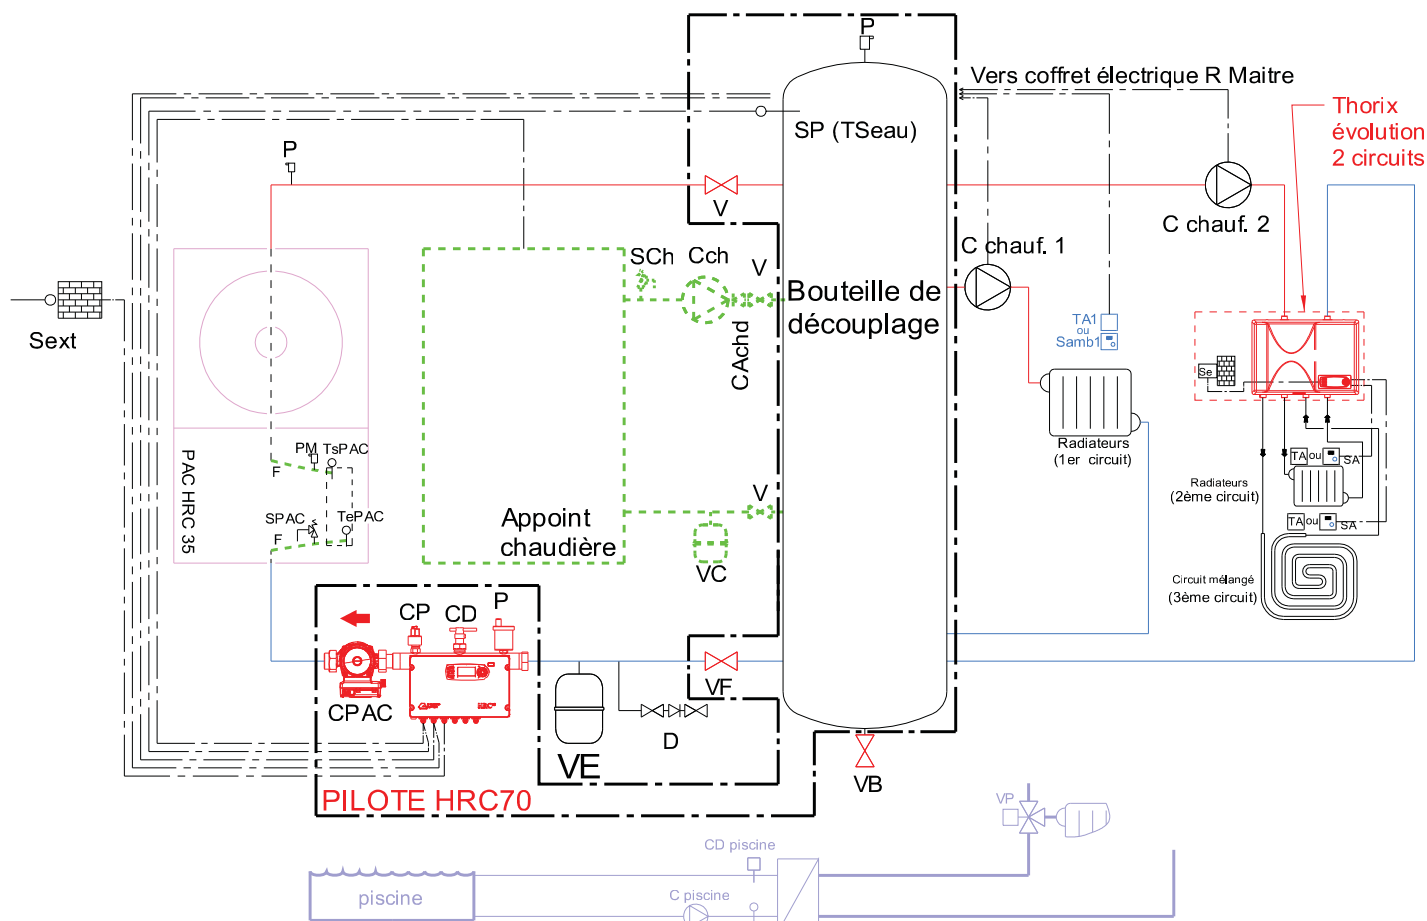 P
Vers coffret électrique R Maitre
SP (TSeau)
Thorix
évolution
2 circuits
P
V
C chauf. 2
C chauf. 1
SCh
Cch
V
Bouteille de
découplage
CAchd
Sext
TA1
ou
Samb1
Se
Radiateurs
(1er circuit)
PM
TsPAC
F
TA
ou
SA
Radiateurs
(2ème circuit)
PAC HRC 35
SPAC
TePAC
F
V
Appoint
chaudière
VC
TA
ou
SA
Circuit mélangé
(3ème circuit)
CP
CD
P
CPAC
HRC70
VF
VE
D
VB
PILOTE HRC70
VP
CD piscine
piscine
C piscine